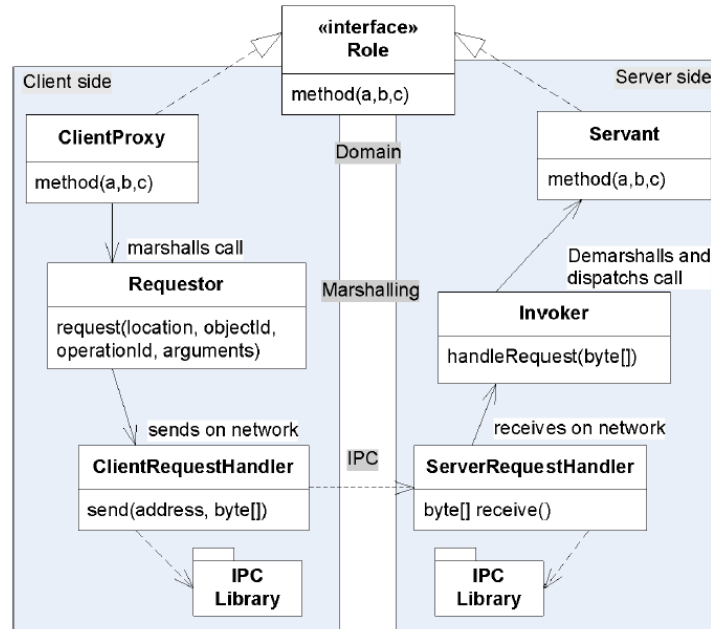 «interface»
Role
method(a,b,c)
Client side
Server side
ClientProxy
method(a,b,c)
Domain
Servant
method(a,b,c)
marshalls call
Demarshalls and
dispatchs call
Requestor
request(location, objectId,
operationId, arguments)
Marshalling
Invoker
handleRequest(byte[])
sends on network
receives on network
ClientRequestHandler
send(address, byte[])
IPC
ServerRequestHandler
byte[] receive()
IPC
Library
IPC
Library